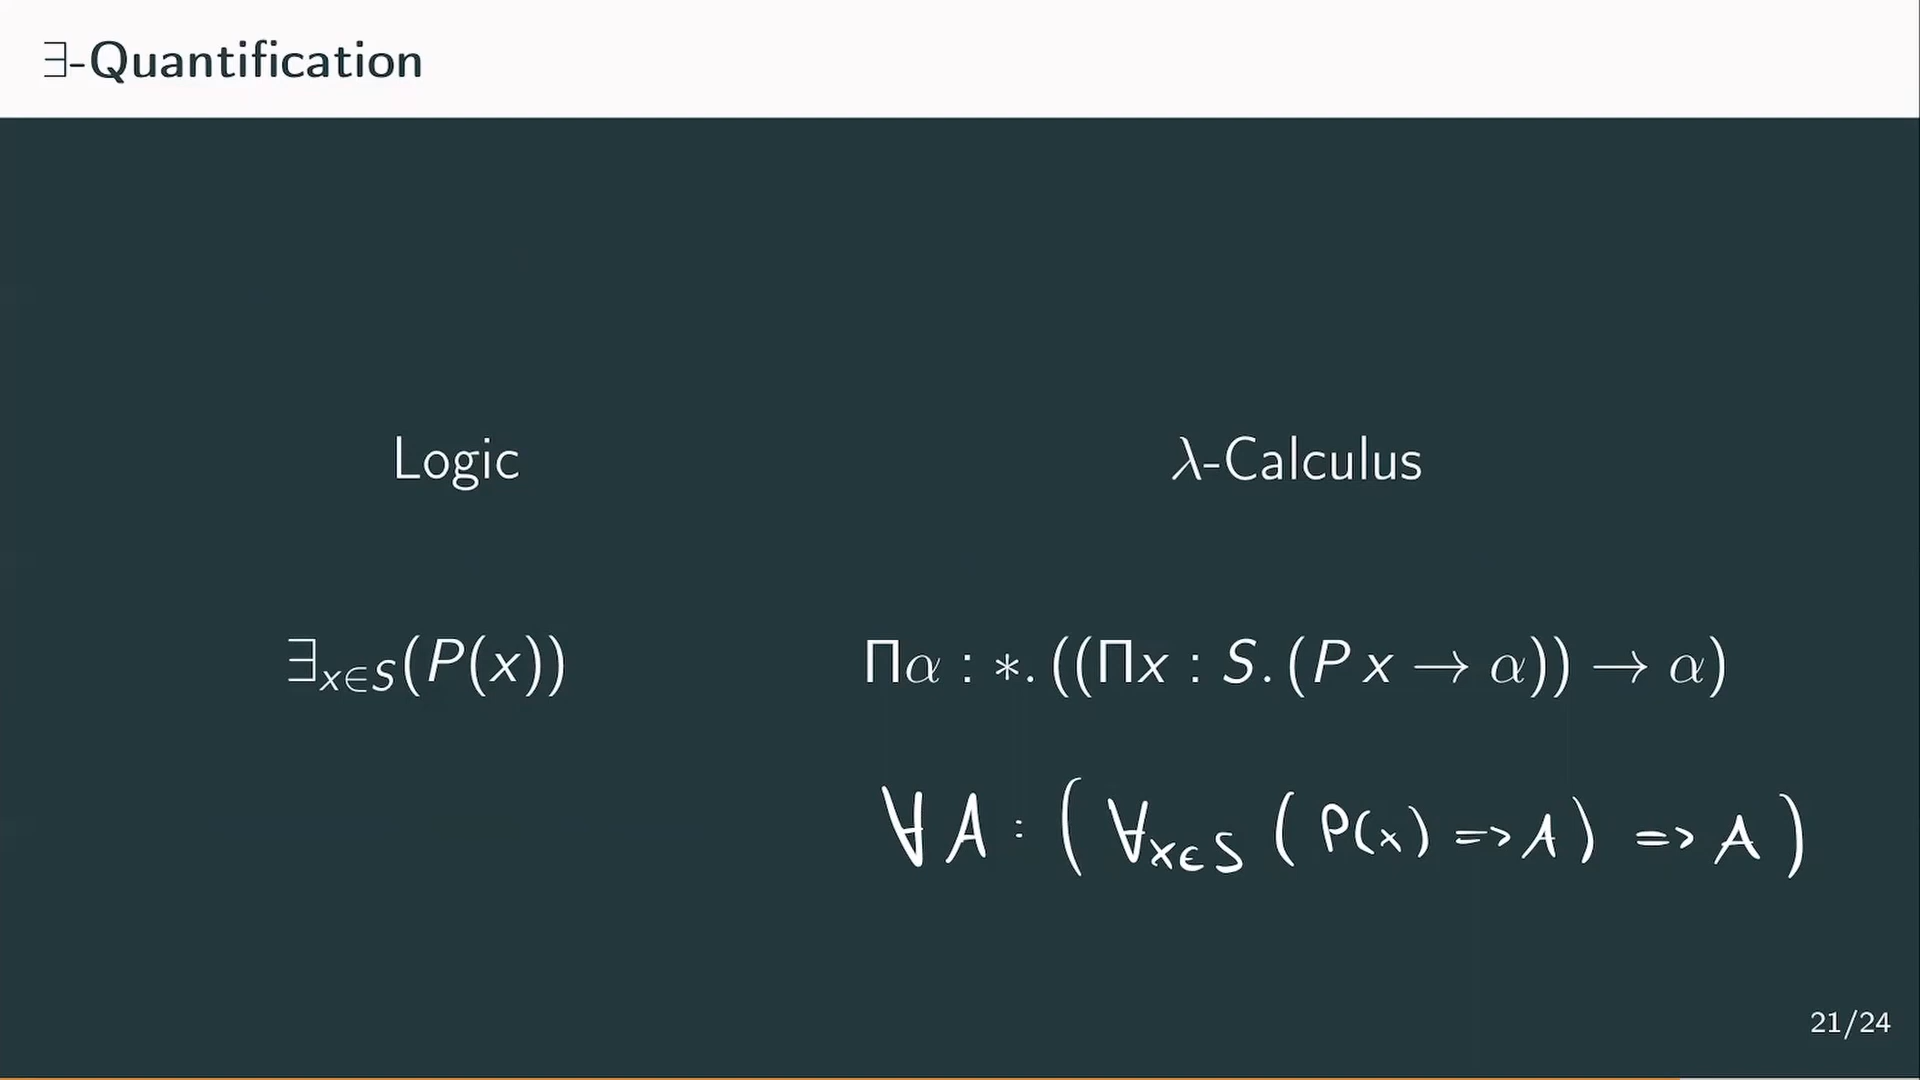 ∃-Quantification
Logic λ-Calculus
∃x∈S(P(x)) Πα : ∗. ((Πx : S. (P x → α)) → α)
∀ A : ( ∀x∈S ( P(x) => A ) => A )
21/24